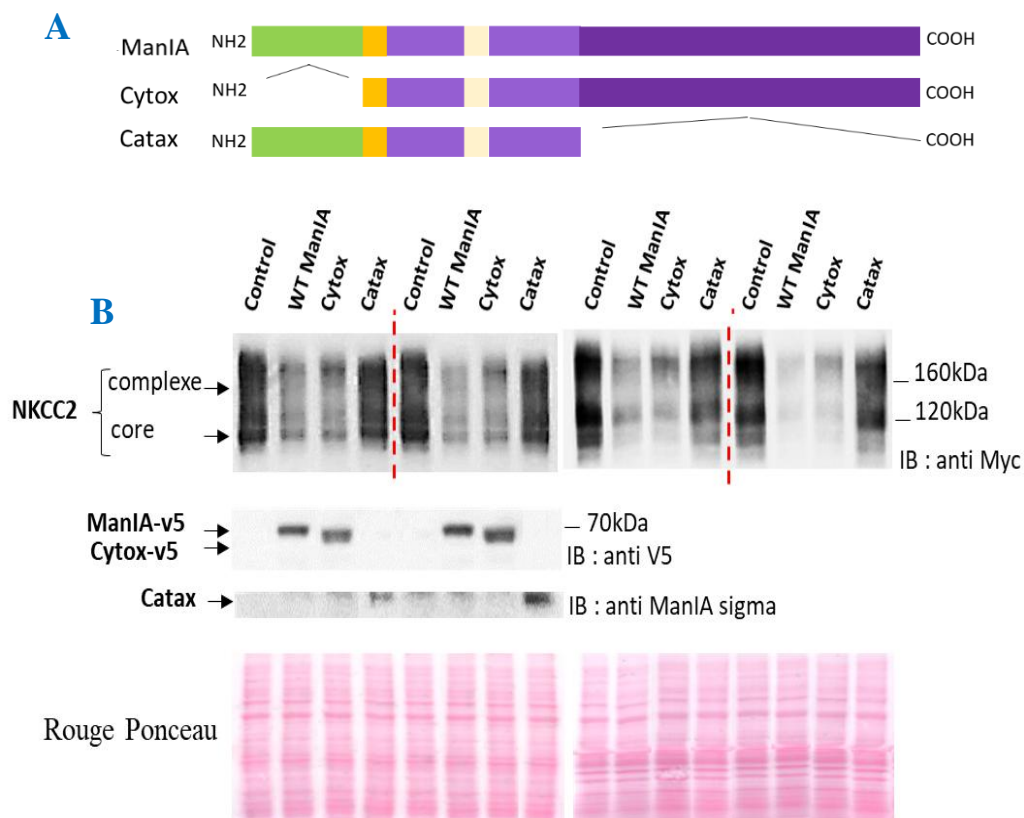 A
ManIA NH2 COOH
Cytox NH2 COOH
Catax NH2 COOH
B
Control WT ManIA Cytox Catax Control WT ManIA Cytox Catax Control WT ManIA Cytox Catax Control WT ManIA Cytox Catax
NKCC2
complexe
core
160kDa
120kDa
IB : anti Myc
ManIA-v5
Cytox-v5
70kDa
IB : anti V5
Catax
IB : anti ManIA sigma
Rouge Ponceau